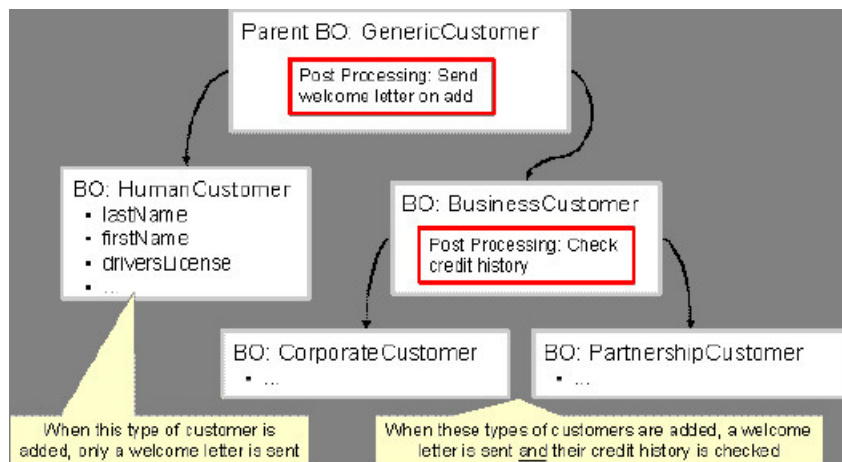 Parent BO: GenericCustomer
Post Processing: Send
welcome letter on add
BO: HumanCustomer
▪ lastName
▪ firstName
▪ driversLicense
▪ ...
BO: BusinessCustomer
Post Processing: Check
credit history
BO: CorporateCustomer
▪ ...
BO: PartnershipCustomer
▪ ...
When this type of customer is
added, only a welcome letter is sent
When these types of customers are added, a welcome
letter is sent and their credit history is checked